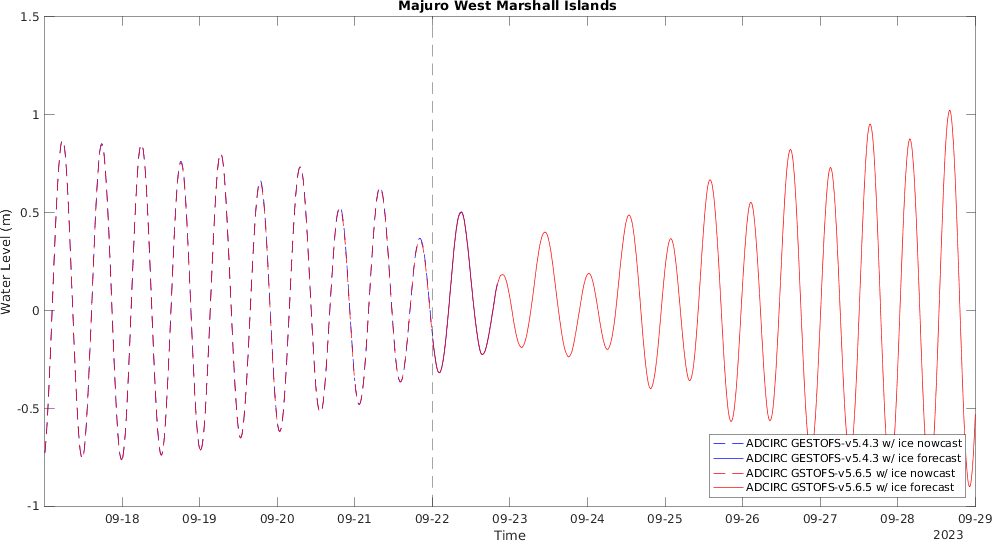 Majuro West Marshall Islands
1.5
1
0.5
0
-0.5
-1
Water Level (m)
ADCIRC GESTOFS-v5.4.3 w/ ice nowcast
ADCIRC GESTOFS-v5.4.3 w/ ice forecast
ADCIRC GSTOFS-v5.6.5 w/ ice nowcast
ADCIRC GSTOFS-v5.6.5 w/ ice forecast
09-18 09-19 09-20 09-21 09-22 09-23 09-24 09-25 09-26 09-27 09-28 09-29
Time
2023